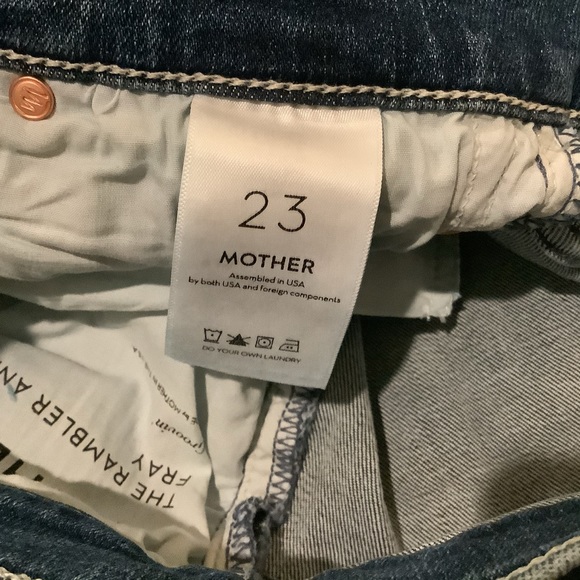 23
MOTHER
Assembled in USA
by both USA and foreign components
DO YOUR OWN LAUNDRY
groovin'
THE RAMBLER AN
FRAY